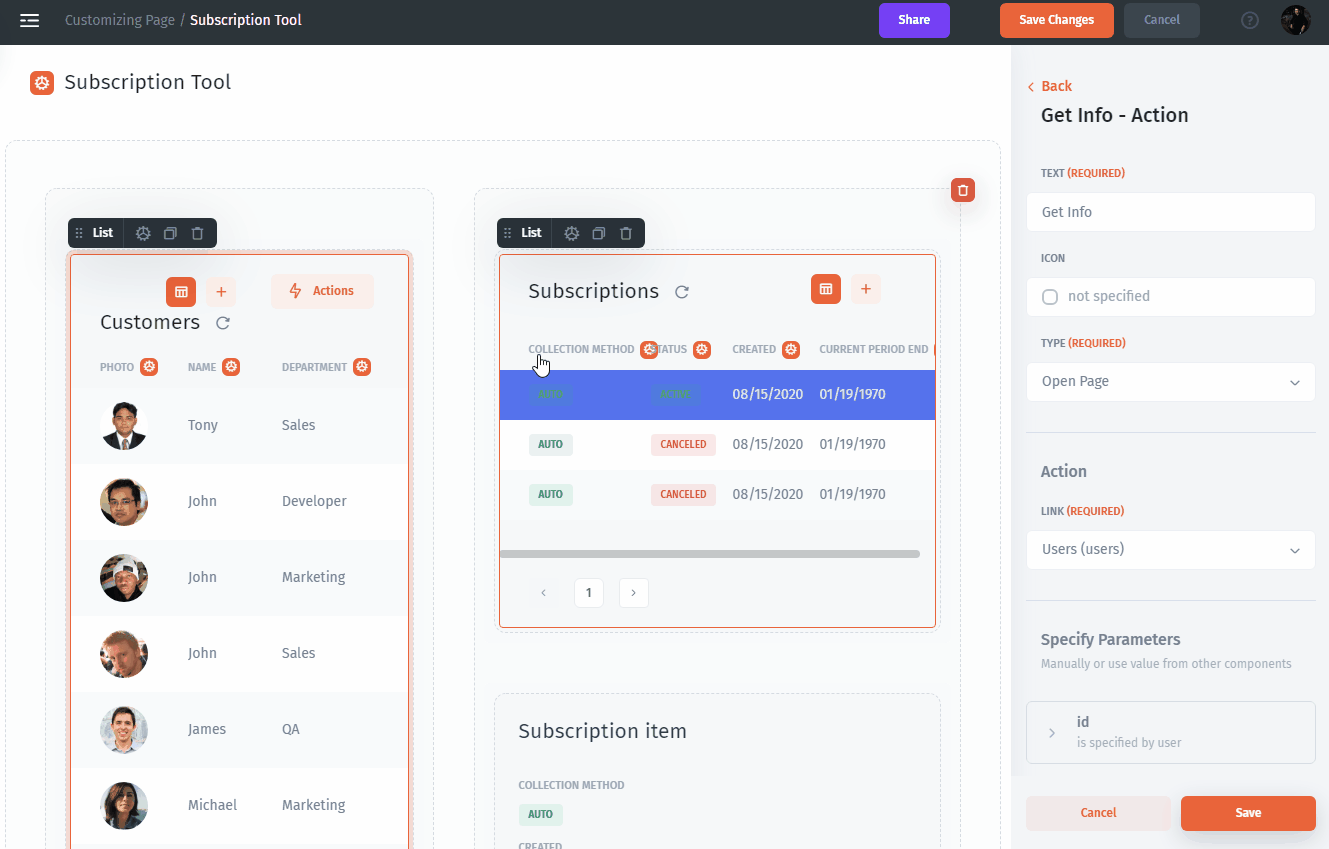 Customizing Page / Subscription Tool
Share
Save Changes
Cancel
?
Subscription Tool
List
Actions
Customers
PHOTO NAME DEPARTMENT
Tony Sales
John Developer
John Marketing
John Sales
James QA
Michael Marketing
List
Subscriptions
COLLECTION METHOD STATUS CREATED CURRENT PERIOD END
AUTO ACTIVE 08/15/2020 01/19/1970
AUTO CANCELED 08/15/2020 01/19/1970
AUTO CANCELED 08/15/2020 01/19/1970
1
Subscription item
COLLECTION METHOD
AUTO
CREATED
Back
Get Info - Action
TEXT (REQUIRED)
Get Info
ICON
not specified
TYPE (REQUIRED)
Open Page
Action
LINK (REQUIRED)
Users (users)
Specify Parameters
Manually or use value from other components
id
is specified by user
Cancel
Save